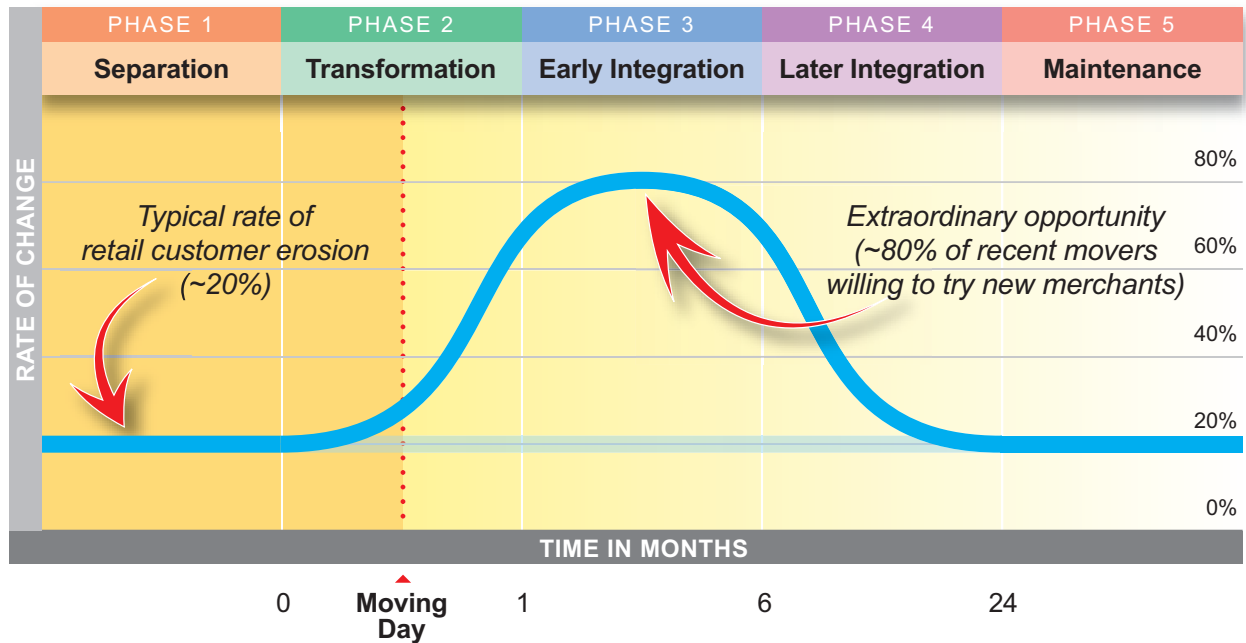 PHASE 1
PHASE 2
PHASE 3
PHASE 4
PHASE 5
Separation
Transformation
Early Integration
Later Integration
Maintenance
RATE OF CHANGE
80%
60%
40%
20%
0%
Typical rate of
retail customer erosion
(~20%)
Extraordinary opportunity
(~80% of recent movers
willing to try new merchants)
TIME IN MONTHS
0
Moving
Day
1
6
24